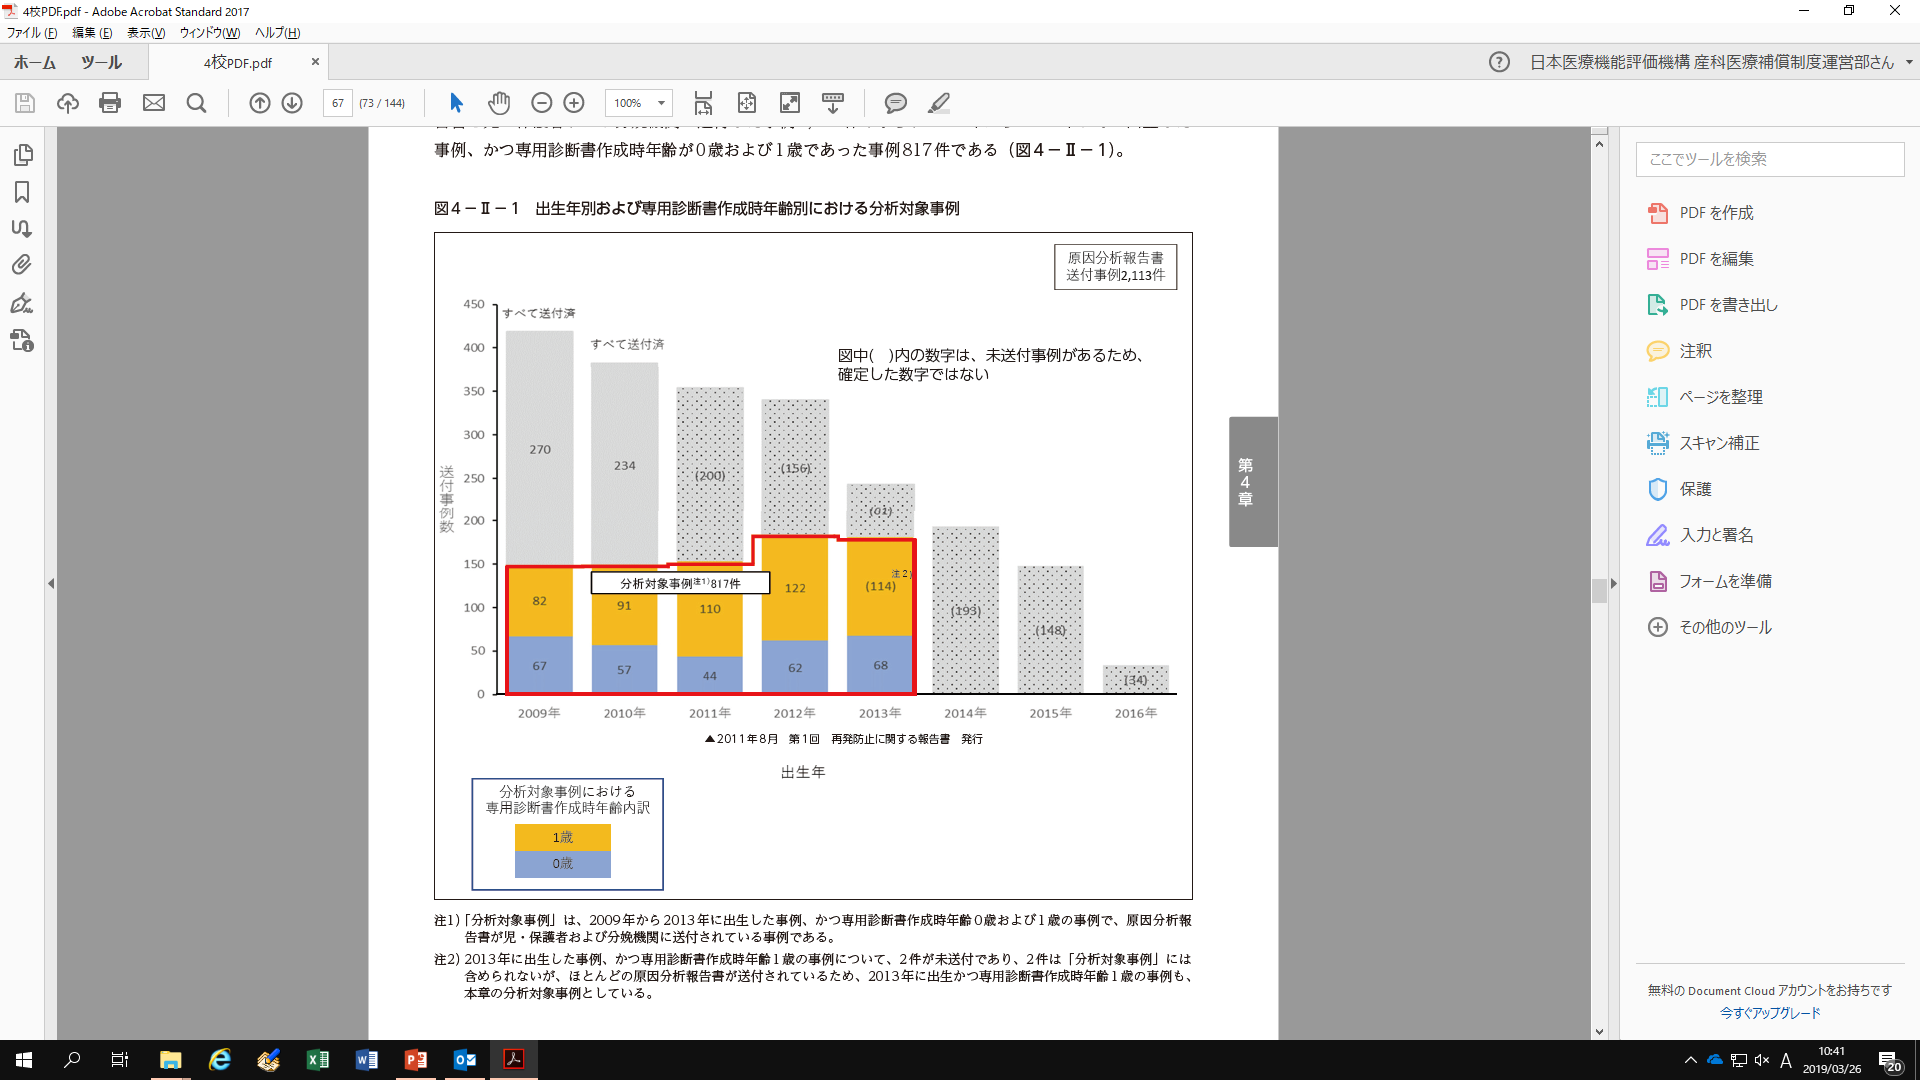 4校PDF.pdf - Adobe Acrobat Standard 2017
ファイル (F) 編集 (E) 表示(V) ウィンドウ(W) ヘルプ(H)
ホーム ツール 4校PDF.pdf × 日本医療機能評価機構 産科医療補償制度運営部さん
67 (73 / 144) 100%
事例、かつ専用診断書作成時年齢が0歳および1歳であった事例817件である（図4－Ⅱ－1）。
図4－Ⅱ－1　出生年別および専用診断書作成時年齢別における分析対象事例
原因分析報告書
送付事例2,113件
すべて送付済
すべて送付済
図中(　)内の数字は、未送付事例があるため、
確定した数字ではない
送付事例数
450
400
350
300
250
200
150
100
50
0
270
234
(200)
(156)
分析対象事例注1)817件
注2)
82
91
110
122
(114)
(193)
(148)
(34)
67
57
44
62
68
2009年 2010年 2011年 2012年 2013年 2014年 2015年 2016年
▲2011年8月　第1回　再発防止に関する報告書　発行
出生年
分析対象事例における
専用診断書作成時年齢内訳
1歳
0歳
第4章
注1)「分析対象事例」は、2009年から2013年に出生した事例、かつ専用診断書作成時年齢0歳および1歳の事例で、原因分析報
告書が児・保護者および分娩機関に送付されている事例である。
注2) 2013年に出生した事例、かつ専用診断書作成時年齢1歳の事例について、2件が未送付であり、2件は「分析対象事例」には
含められないが、ほとんどの原因分析報告書が送付されているため、2013年に出生かつ専用診断書作成時年齢1歳の事例も、
本章の分析対象事例としている。
ここでツールを検索
PDF を作成
PDF を編集
PDF を書き出し
注釈
ページを整理
スキャン補正
保護
入力と署名
フォームを準備
その他のツール
無料の Document Cloud アカウントをお持ちです
今すぐアップグレード
A
10:41
2019/03/26
20